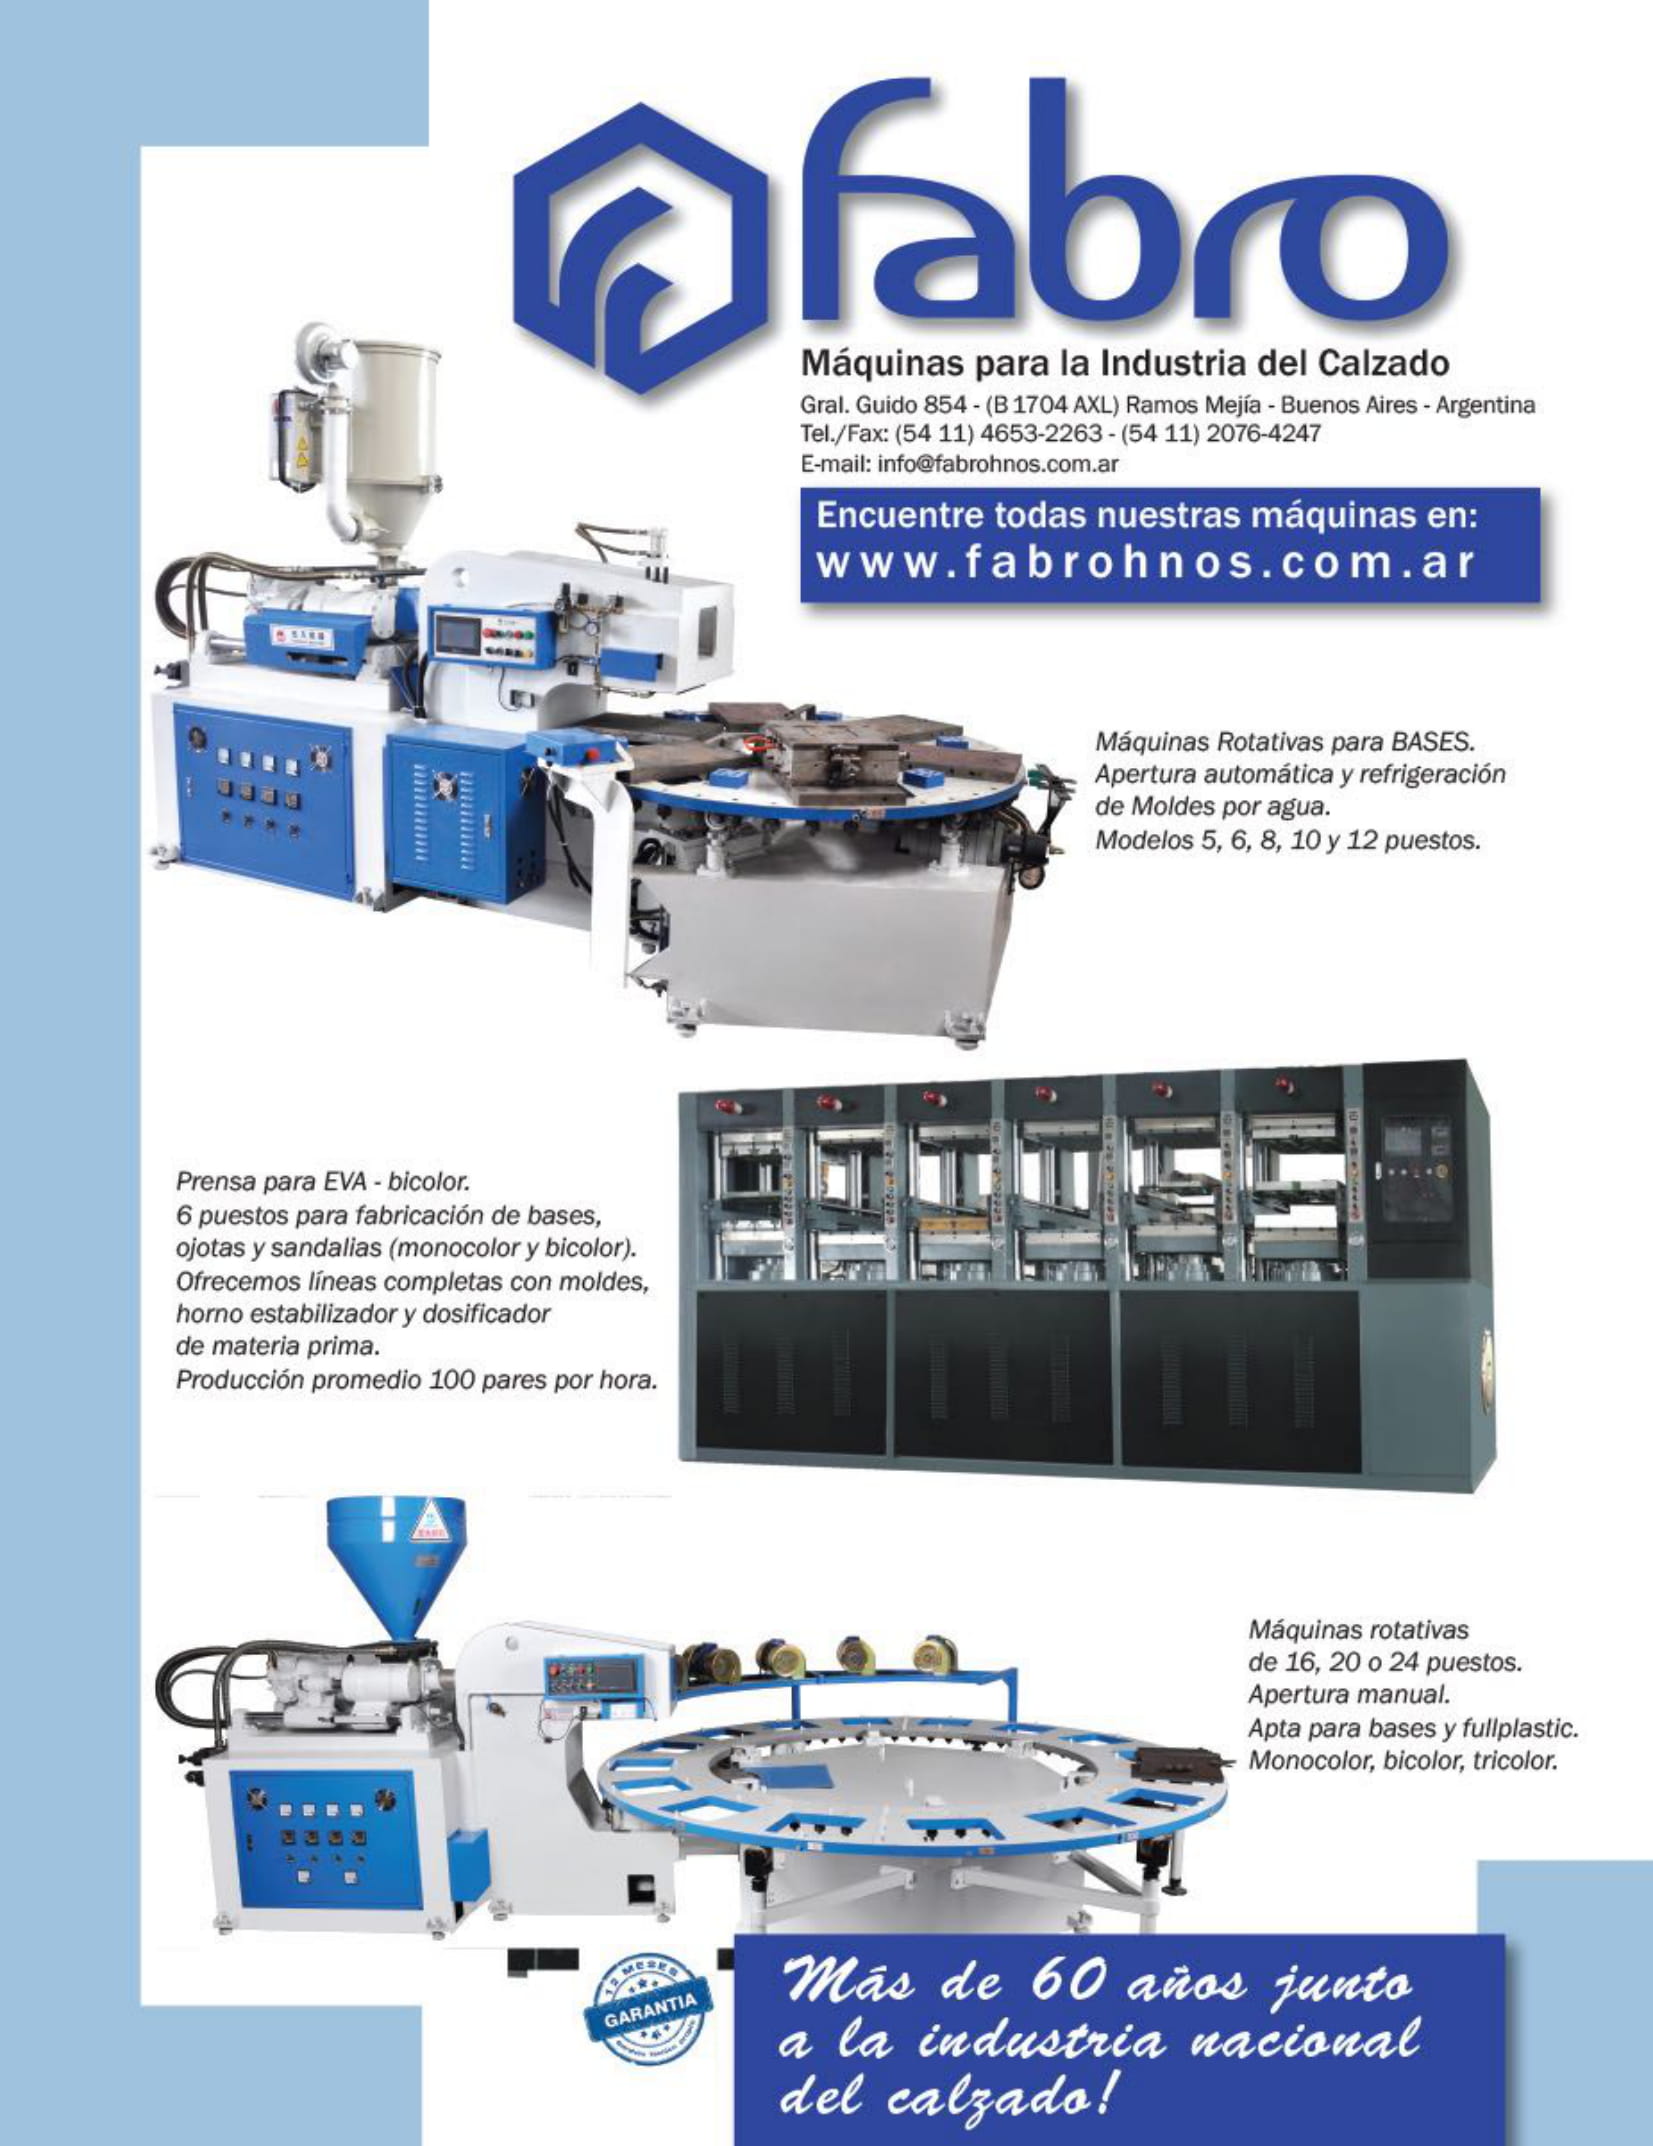 fabro
Máquinas para la Industria del Calzado
Gral. Guido 854 - (B 1704 AXL) Ramos Mejía - Buenos Aires - Argentina
Tel./Fax: (54 11) 4653-2263 - (54 11) 2076-4247
E-mail: info@fabrohnos.com.ar
Encuentre todas nuestras máquinas en:
www.fabrohnos.com.ar
Máquinas Rotativas para BASES.
Apertura automática y refrigeración
de Moldes por agua.
Modelos 5, 6, 8, 10 y 12 puestos.
Prensa para EVA - bicolor.
6 puestos para fabricación de bases,
ojotas y sandalias (monocolor y bicolor).
Ofrecemos líneas completas con moldes,
horno estabilizador y dosificador
de materia prima.
Producción promedio 100 pares por hora.
Máquinas rotativas
de 16, 20 o 24 puestos.
Apertura manual.
Apta para bases y fullplastic.
Monocolor, bicolor, tricolor.
12 MESES
GARANTIA
Más de 60 años junto
a la industria nacional
del calzado!